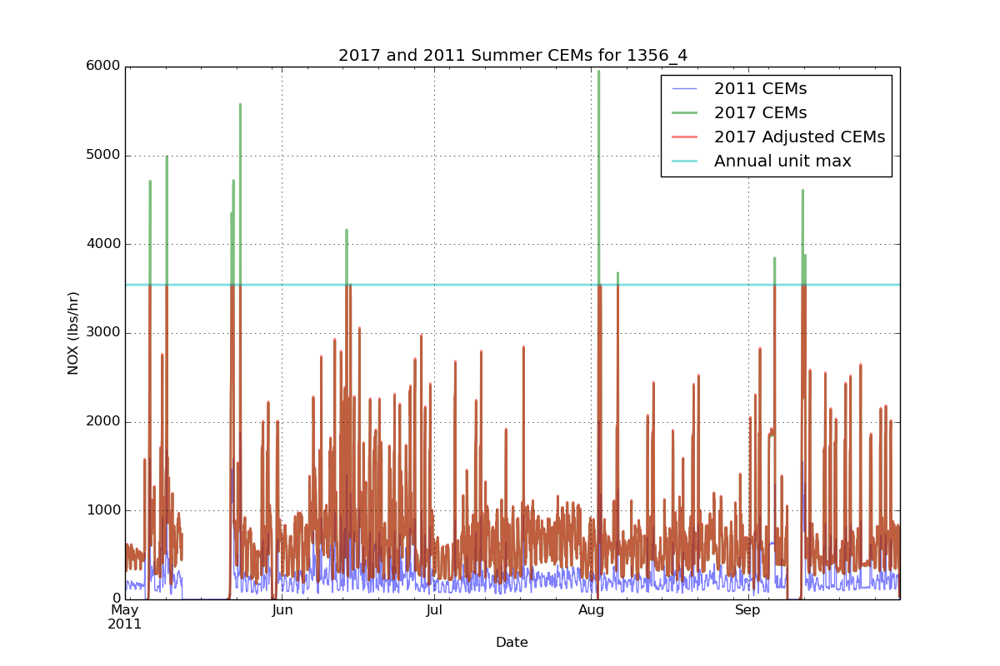 2017 and 2011 Summer CEMs for 1356_4
6000
5000
4000
3000
2000
1000
0
NOX (lbs/hr)
2011 CEMs
2017 CEMs
2017 Adjusted CEMs
Annual unit max
May Jun Jul Aug Sep
2011
Date